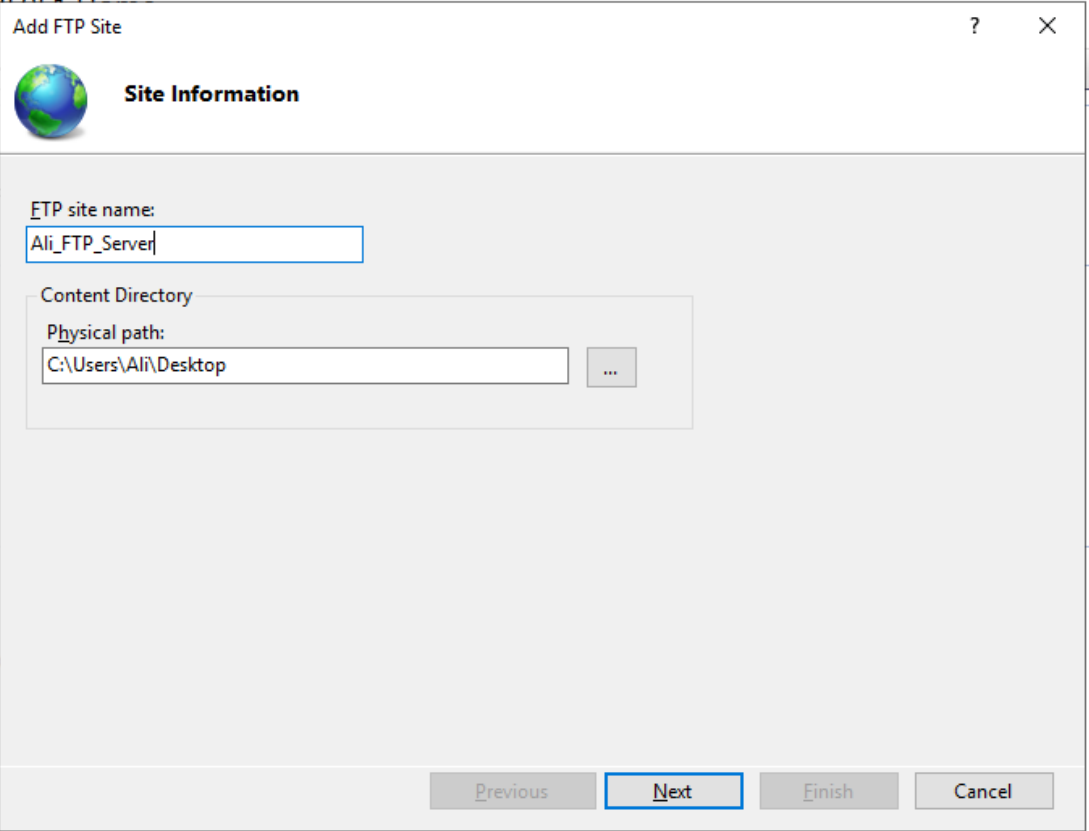 Add FTP Site
?
Site Information
FTP site name:
Ali_FTP_Server
Content Directory
Physical path:
C:\Users\Ali\Desktop
...
Previous
Next
Finish
Cancel